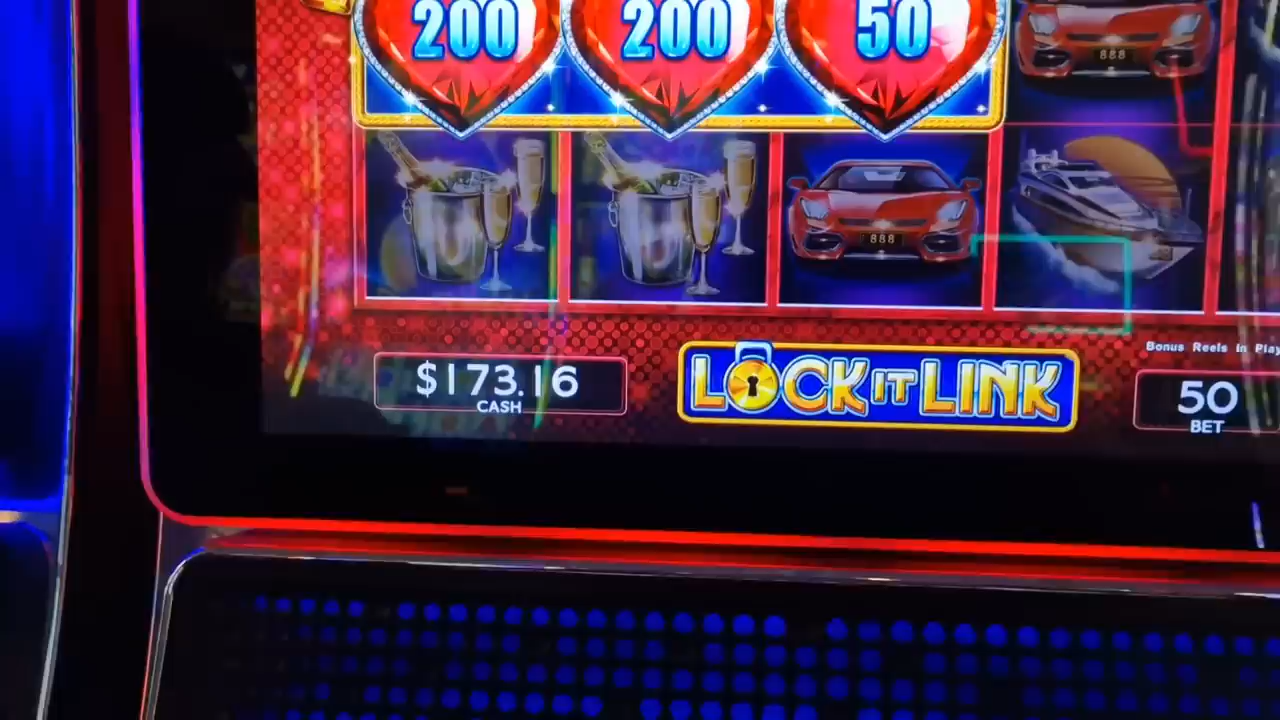 200 200 50
888
888
Bonus Reels In Play
$173.16
CASH
LOCK IT LINK
50
BET